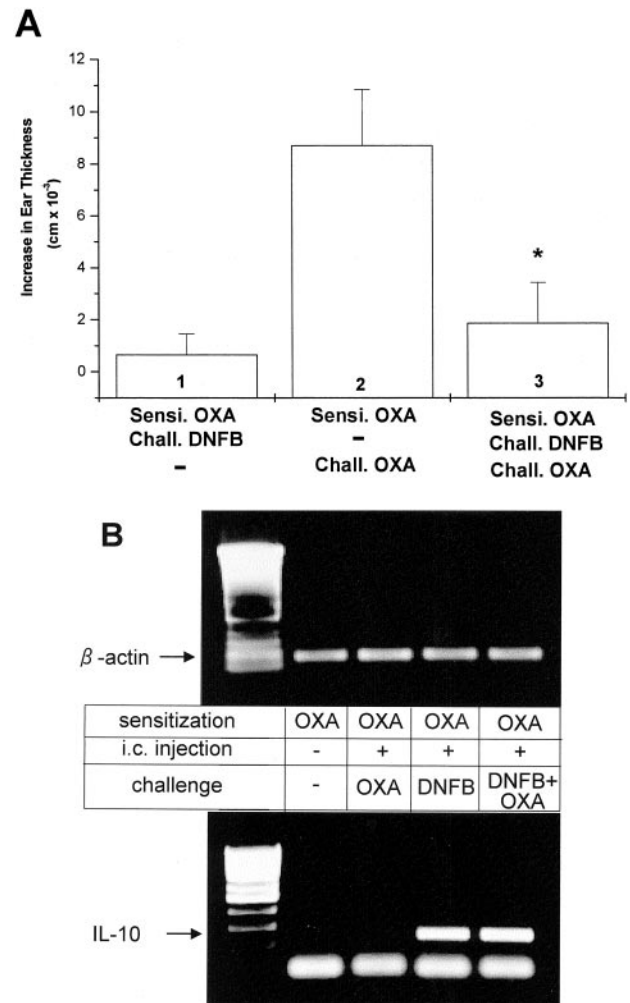 A
Increase in Ear Thickness
(cm x 10⁻³)
12
10
8
6
4
2
0
*
1
2
3
Sensi. OXA
Chall. DNFB
–
Sensi. OXA
–
Chall. OXA
Sensi. OXA
Chall. DNFB
Chall. OXA
B
β-actin
sensitization OXA OXA OXA OXA
i.c. injection - + + +
challenge - OXA DNFB DNFB+
OXA
IL-10